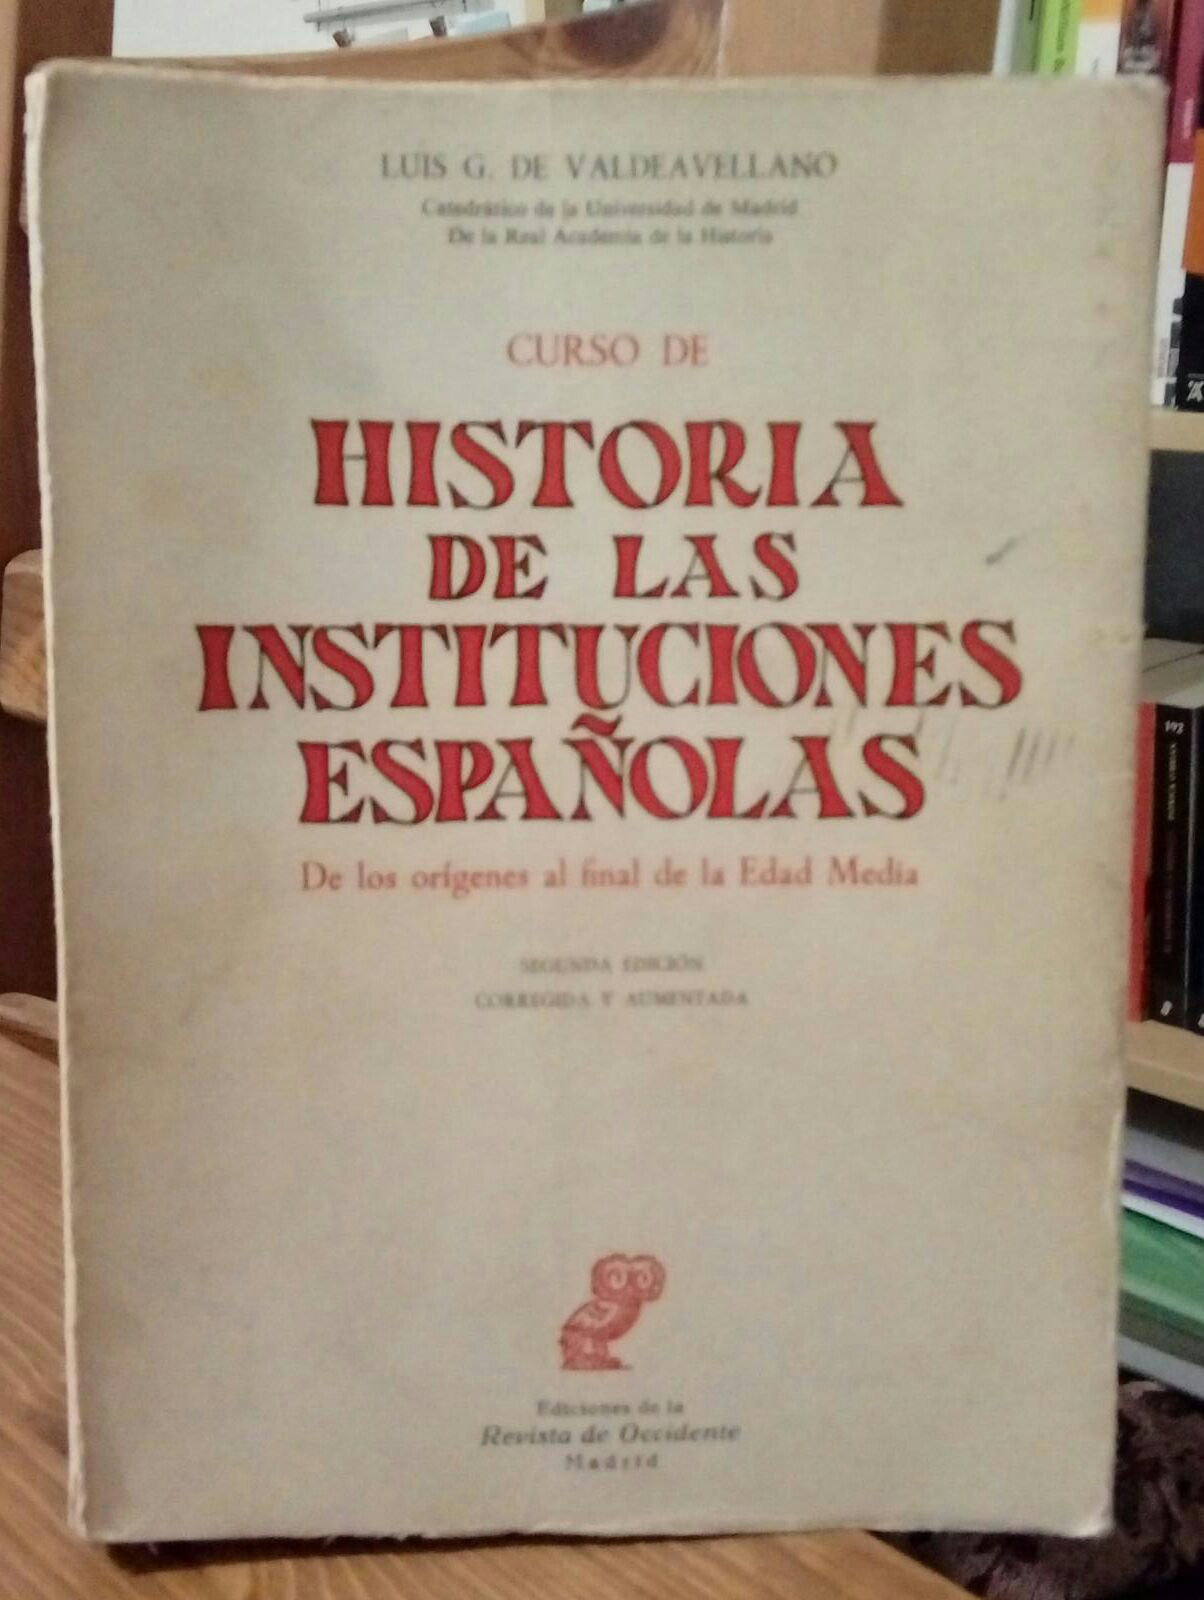 LUIS G. DE VALDEAVELLANO
Catedrático de la Universidad de Madrid
De la Real Academia de la Historia
CURSO DE
HISTORIA
DE LAS
INSTITUCIONES
ESPAÑOLAS
De los orígenes al final de la Edad Media
SEGUNDA EDICIÓN
CORREGIDA Y AUMENTADA
Ediciones de la
Revista de Occidente
Madrid
192
8